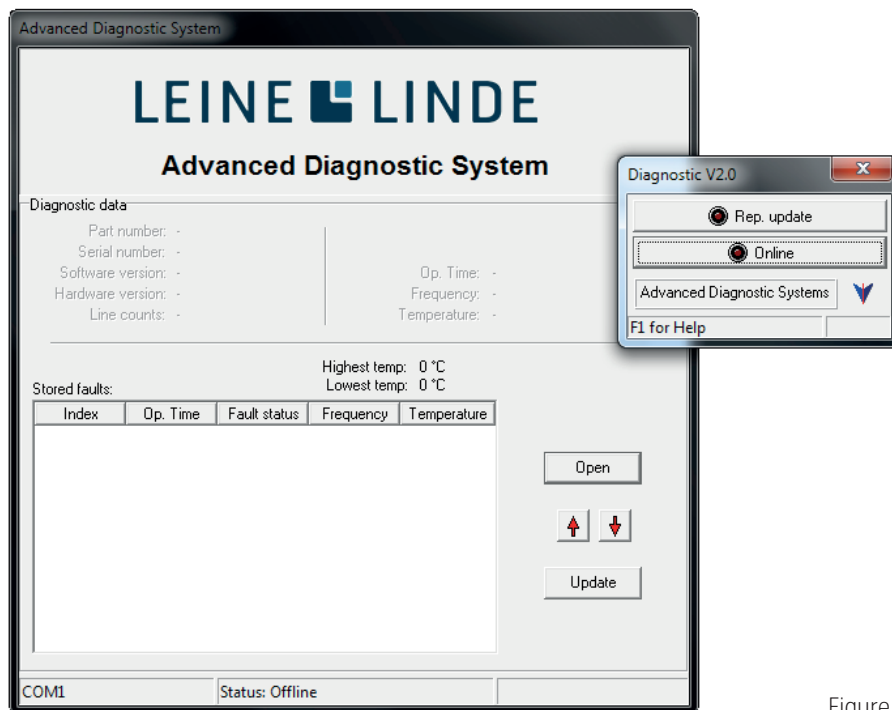 Advanced Diagnostic System
LEINE LINDE
Advanced Diagnostic System
Diagnostic data
Part number: -
Serial number: -
Software version: -
Hardware version: -
Line counts: -
Op. Time: -
Frequency: -
Temperature: -
Highest temp: 0 °C
Lowest temp: 0 °C
Stored faults:
Index Op. Time Fault status Frequency Temperature
Open
Update
COM1 Status: Offline
Diagnostic V2.0
Rep. update
Online
Advanced Diagnostic Systems
F1 for Help
Figure